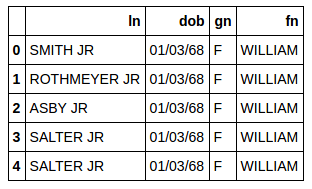 ln dob gn fn
0 SMITH JR 01/03/68 F WILLIAM
1 ROTHMEYER JR 01/03/68 F WILLIAM
2 ASBY JR 01/03/68 F WILLIAM
3 SALTER JR 01/03/68 F WILLIAM
4 SALTER JR 01/03/68 F WILLIAM